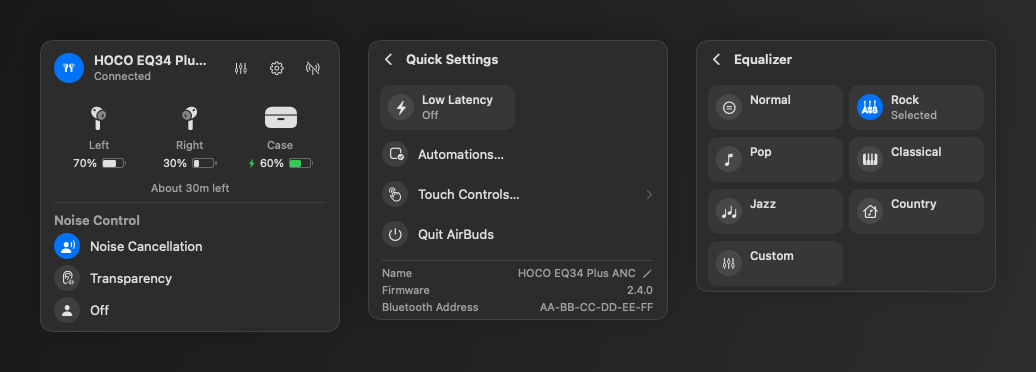 HOCO EQ34 Plu...
Connected
Left
Right
Case
70%
30%
60%
About 30m left
Noise Control
Noise Cancellation
Transparency
Off
Quick Settings
Low Latency
Off
Automations...
Touch Controls...
Quit AirBuds
Name HOCO EQ34 Plus ANC
Firmware 2.4.0
Bluetooth Address AA-BB-CC-DD-EE-FF
Equalizer
Normal
Rock
Selected
Pop
Classical
Jazz
Country
Custom